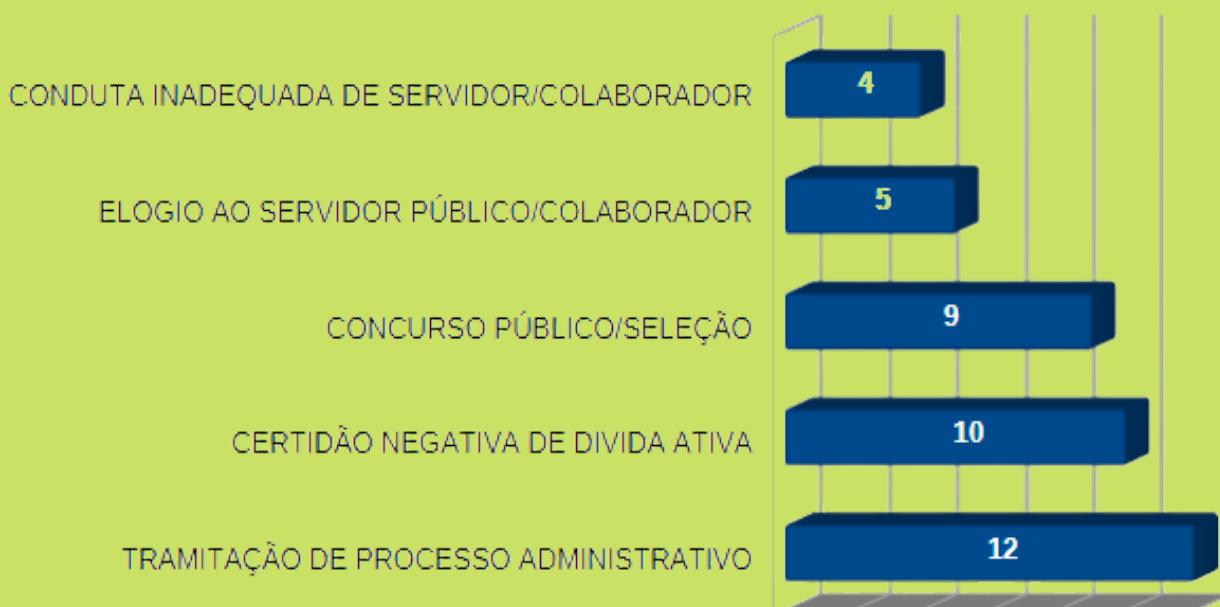 CONDUTA INADEQUADA DE SERVIDOR/COLABORADOR 4
ELOGIO AO SERVIDOR PÚBLICO/COLABORADOR 5
CONCURSO PÚBLICO/SELEÇÃO 9
CERTIDÃO NEGATIVA DE DIVIDA ATIVA 10
TRAMITAÇÃO DE PROCESSO ADMINISTRATIVO 12